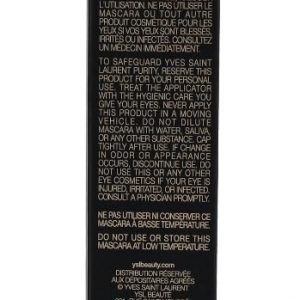 L'UTILISATION. NE PAS UTILISER LE
MASCARA OU TOUT AUTRE
PRODUIT COSMETIQUE POUR LES
YEUX SI VOS YEUX SONT BLESSES,
IRRITES OU INFECTES. CONSULTEZ
UN MEDECIN IMMEDIATEMENT.
TO SAFEGUARD YVES SAINT
LAURENT PURITY, RESERVE THIS
PRODUCT FOR YOUR PERSONAL
USE, TREAT THE APPLICATOR
WITH THE HYGIENIC CARE YOU
GIVE YOUR EYES. NEVER APPLY
THIS PRODUCT IN A MOVING
VEHICLE. DO NOT DILUTE
MASCARA WITH WATER, SALIVA,
OR ANY OTHER SUBSTANCE. CAP
TIGHTLY AFTER USE. IF CHANGE
IN ODOR OR APPEARANCE
OCCURS, DISCONTINUE USE. DO
NOT USE THIS OR ANY OTHER
EYE COSMETICS IF YOUR EYE IS
INJURED, IRRITATED, OR INFECTED.
CONSULT A PHYSICIAN PROMPTLY.
NE PAS UTILISER NI CONSERVER CE
MASCARA À BASSE TEMPÉRATURE.
DO NOT USE OR STORE THIS
MASCARA AT LOW TEMPERATURE.
yslbeauty.com
DISTRIBUTION RÉSERVÉE
AUX DÉPOSITAIRES AGRÉÉS
© YVES SAINT LAURENT
YSL BEAUTÉ